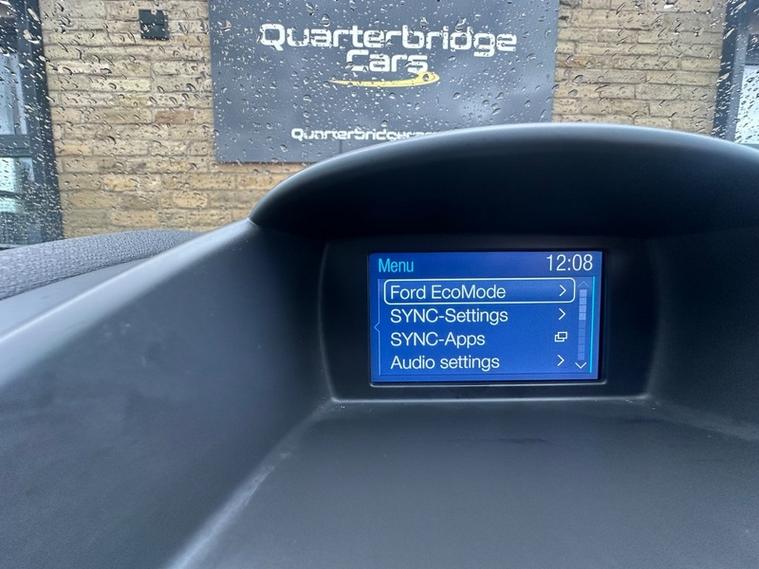 Quarterbridge
Cars
Menu 12:08
Ford EcoMode
SYNC-Settings
SYNC-Apps
Audio settings